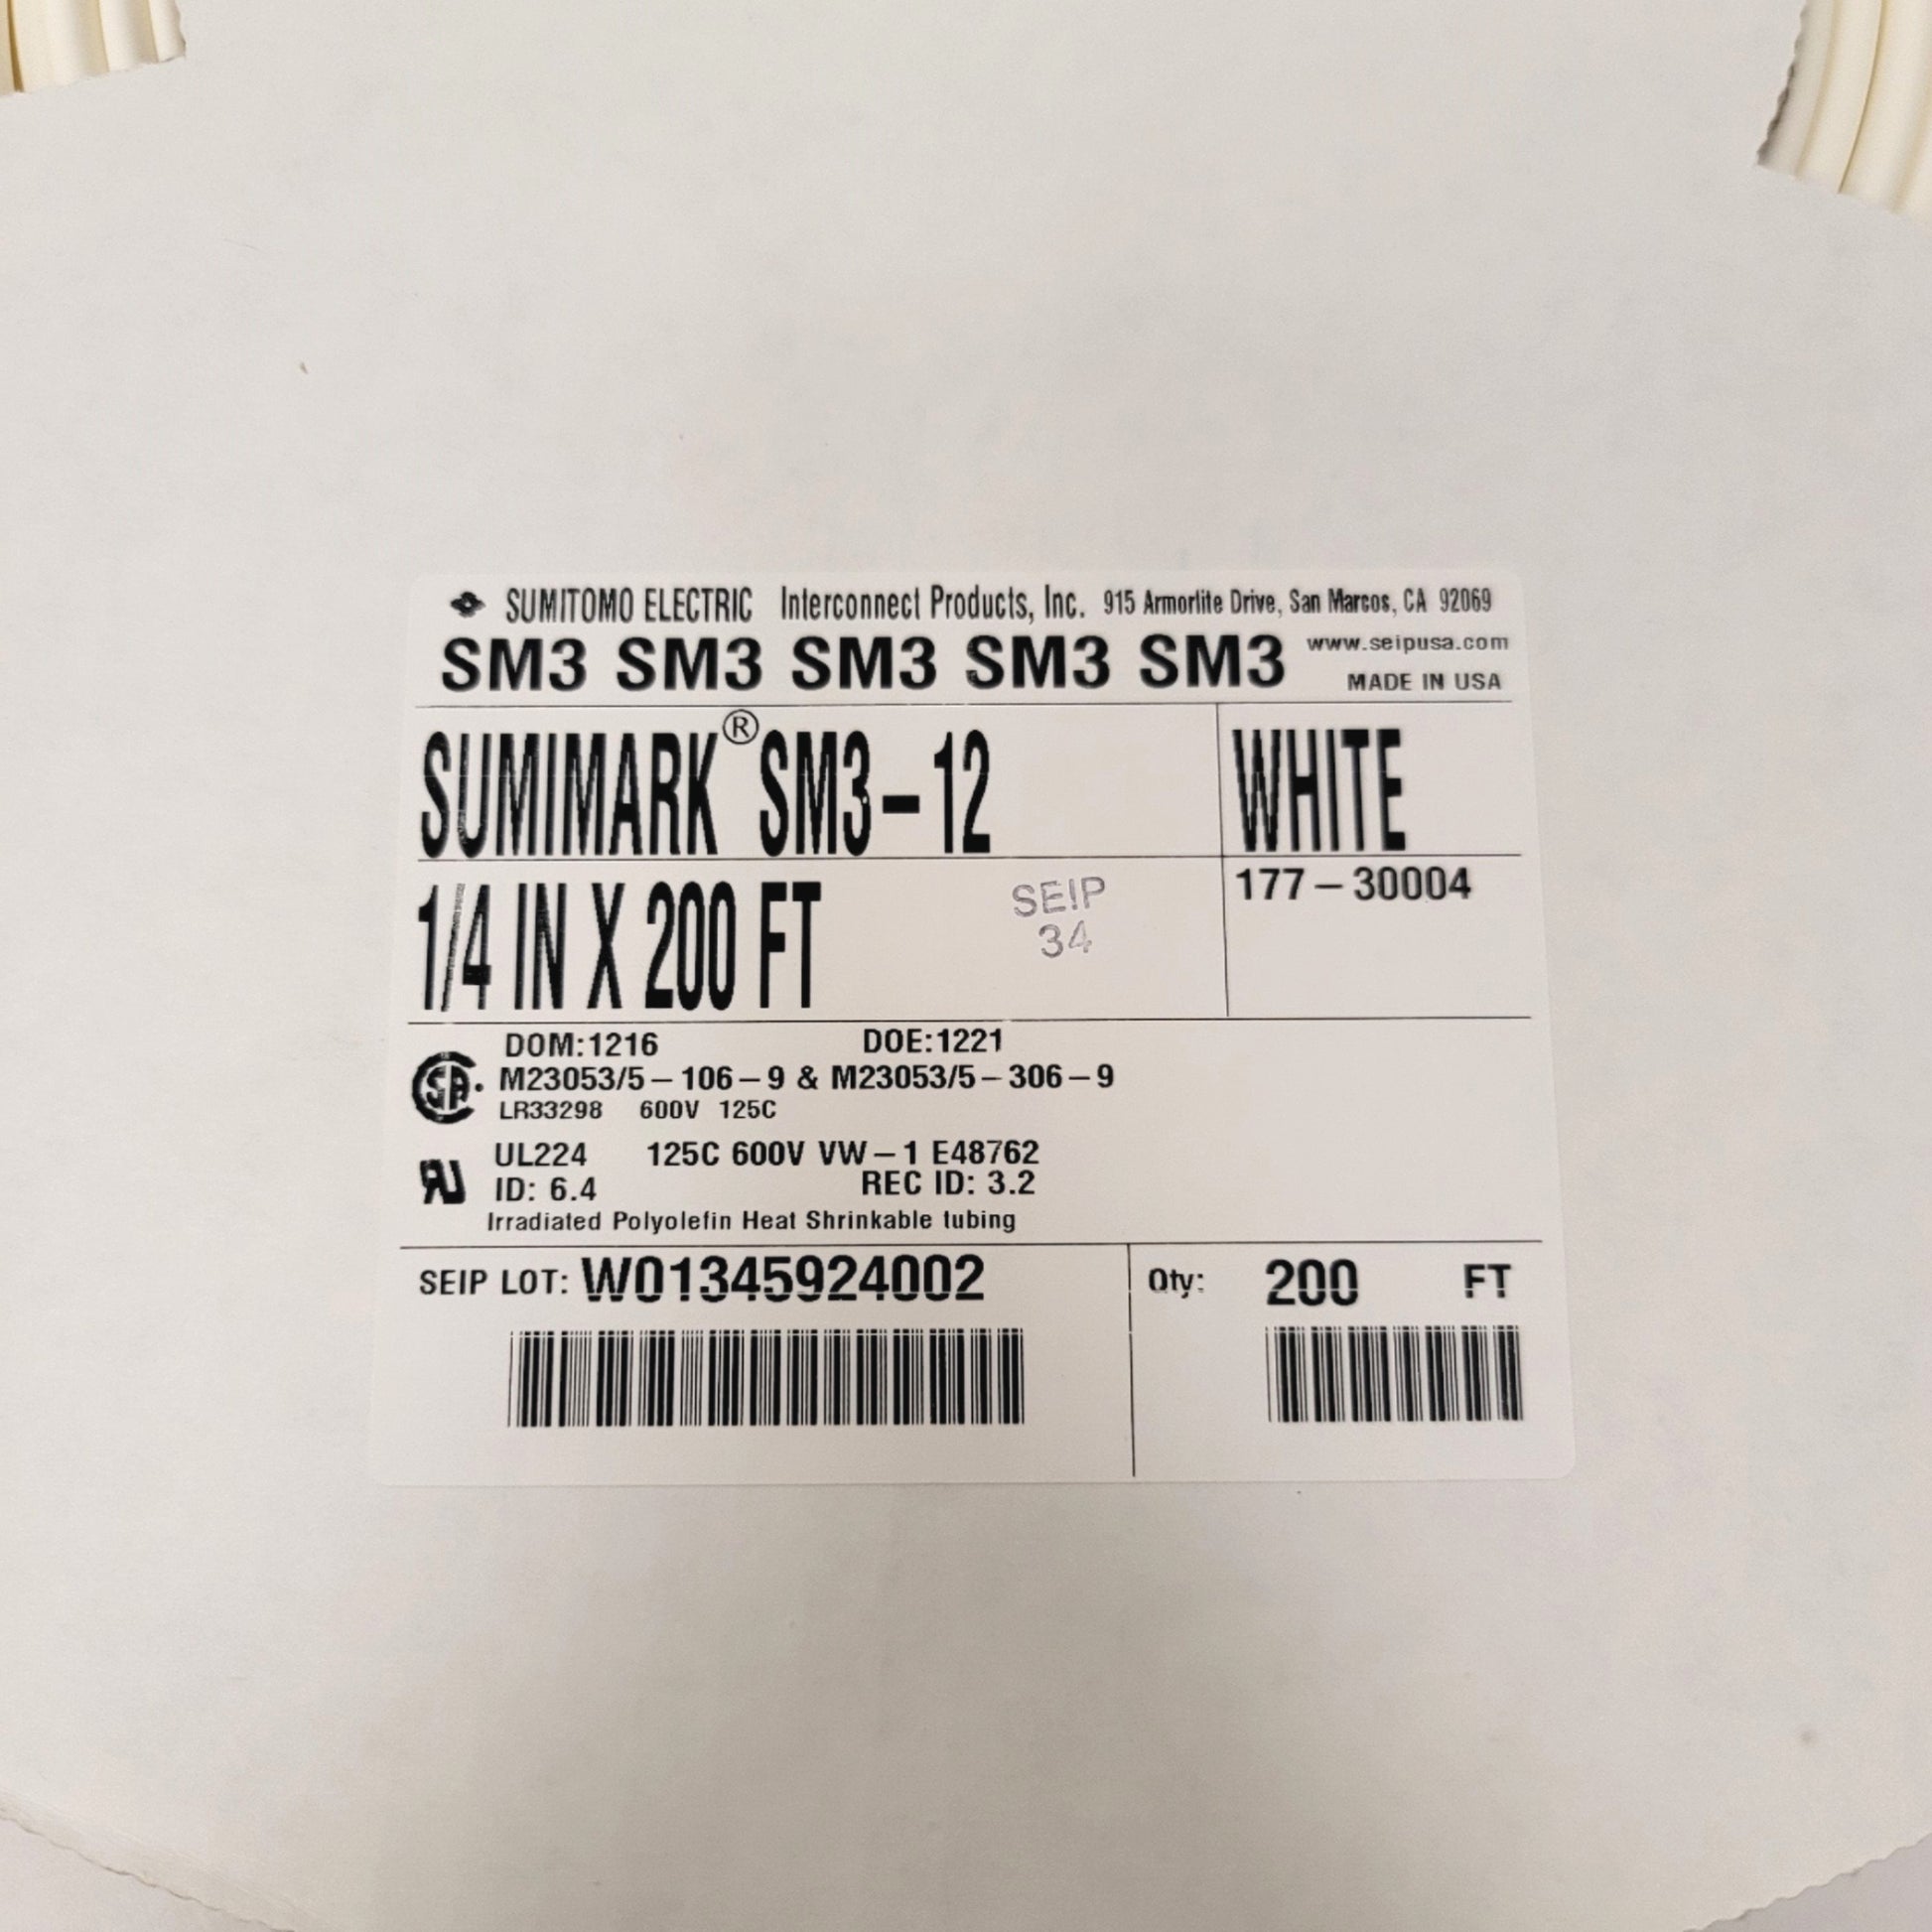 SUMITOMO ELECTRIC Interconnect Products, Inc. 915 Armorlite Drive, San Marcos, CA 92069
SM3 SM3 SM3 SM3 SM3 www.seipusa.com
MADE IN USA
SUMIMARK® SM3-12 WHITE
1/4 IN X 200 FT
177-30004
SEIP
34
DOM:1216 DOE:1221
M23053/5-106-9 & M23053/5-306-9
LR33298 600V 125C
UL224 125C 600V VW-1 E48762
ID: 6.4 REC ID: 3.2
Irradiated Polyolefin Heat Shrinkable tubing
SEIP LOT: W01345924002 Qty: 200 FT